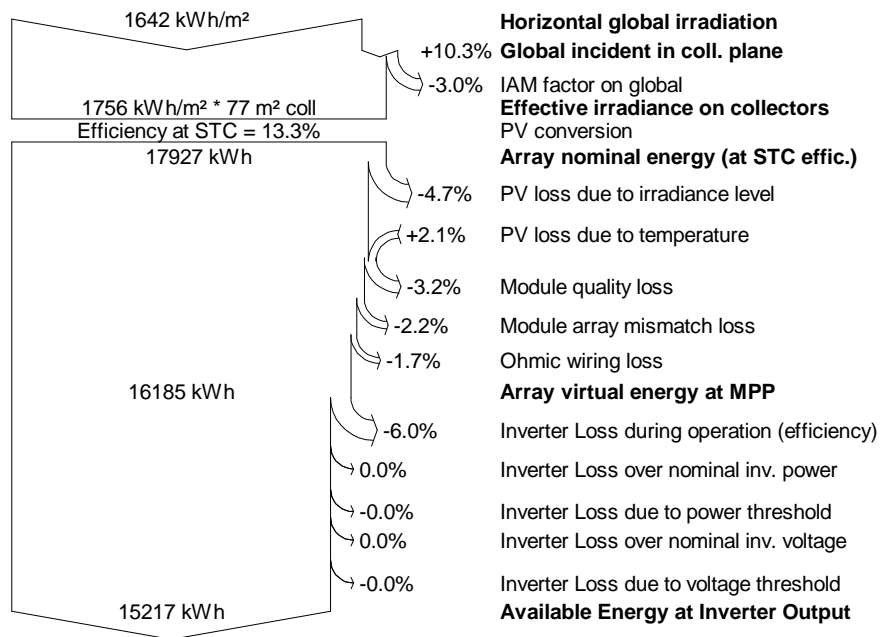 1642 kWh/m² Horizontal global irradiation
+10.3% Global incident in coll. plane
-3.0% IAM factor on global
1756 kWh/m² * 77 m² coll Effective irradiance on collectors
Efficiency at STC = 13.3% PV conversion
17927 kWh Array nominal energy (at STC effic.)
-4.7% PV loss due to irradiance level
+2.1% PV loss due to temperature
-3.2% Module quality loss
-2.2% Module array mismatch loss
-1.7% Ohmic wiring loss
16185 kWh Array virtual energy at MPP
-6.0% Inverter Loss during operation (efficiency)
0.0% Inverter Loss over nominal inv. power
-0.0% Inverter Loss due to power threshold
0.0% Inverter Loss over nominal inv. voltage
-0.0% Inverter Loss due to voltage threshold
15217 kWh Available Energy at Inverter Output